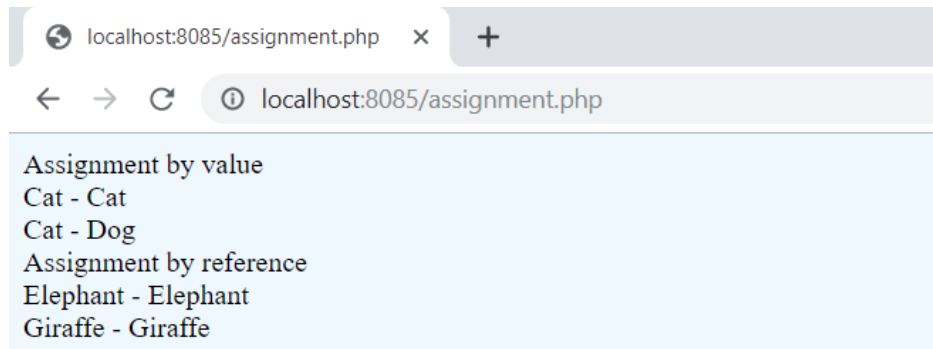 localhost:8085/assignment.php
localhost:8085/assignment.php
Assignment by value
Cat - Cat
Cat - Dog
Assignment by reference
Elephant - Elephant
Giraffe - Giraffe